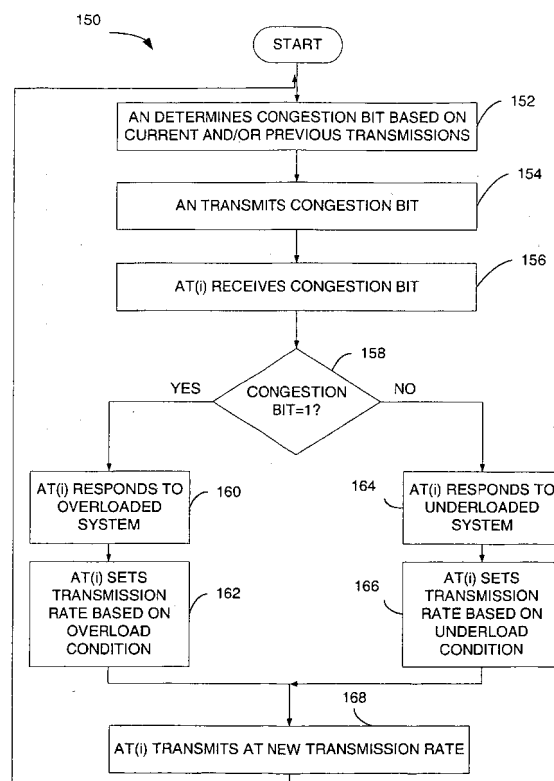 150
START
AN DETERMINES CONGESTION BIT BASED ON
CURRENT AND/OR PREVIOUS TRANSMISSIONS
152
AN TRANSMITS CONGESTION BIT
154
AT(i) RECEIVES CONGESTION BIT
156
158
YES
CONGESTION
BIT=1?
NO
AT(i) RESPONDS TO
OVERLOADED
SYSTEM
160
164
AT(i) RESPONDS TO
UNDERLOADED
SYSTEM
AT(i) SETS
TRANSMISSION
RATE BASED ON
OVERLOAD
CONDITION
162
166
AT(i) SETS
TRANSMISSION
RATE BASED ON
UNDERLOAD
CONDITION
168
AT(i) TRANSMITS AT NEW TRANSMISSION RATE